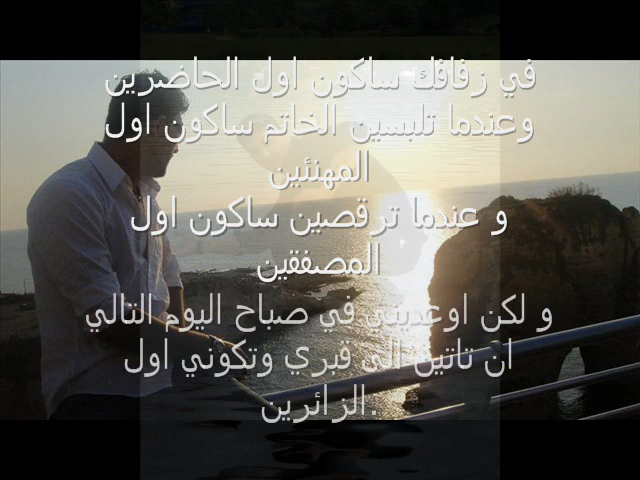 في زفافك ساكون اول الحاضرين
وعندما تلبسين الخاتم ساكون اول
المهنئين
و عندما ترقصين ساكون اول
المصفقين
و لكن اوعديني في صباح اليوم التالي
ان تاتين الى قبري وتكوني اول
الزائرين.